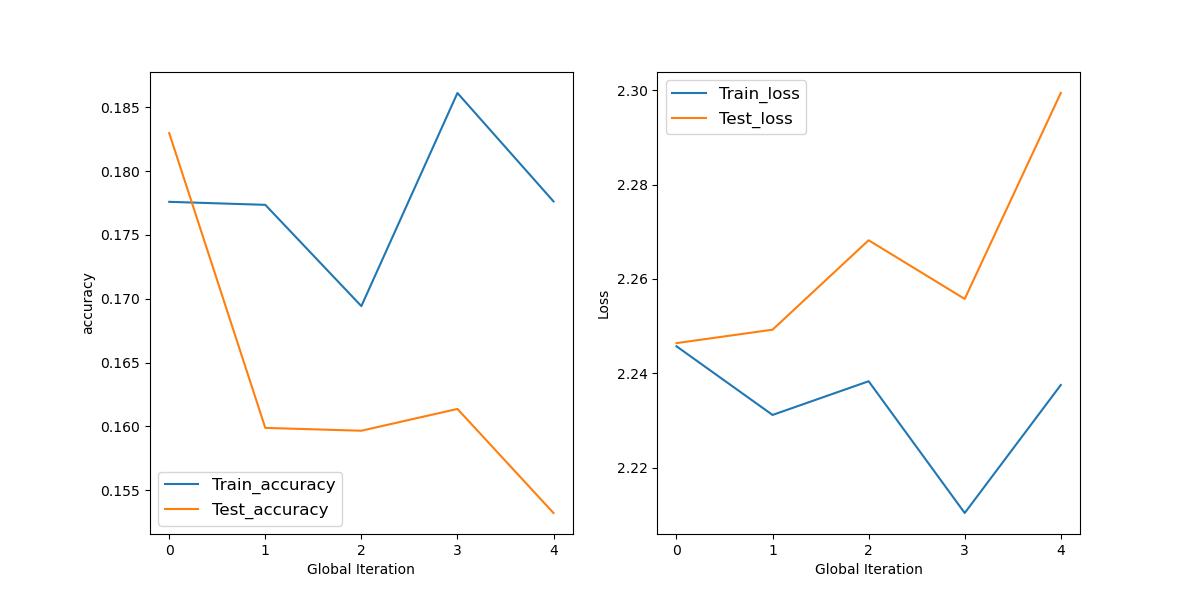 accuracy
0.185
0.180
0.175
0.170
0.165
0.160
0.155
Train_accuracy
Test_accuracy
0 1 2 3 4
Global Iteration
Loss
2.30
2.28
2.26
2.24
2.22
Train_loss
Test_loss
0 1 2 3 4
Global Iteration